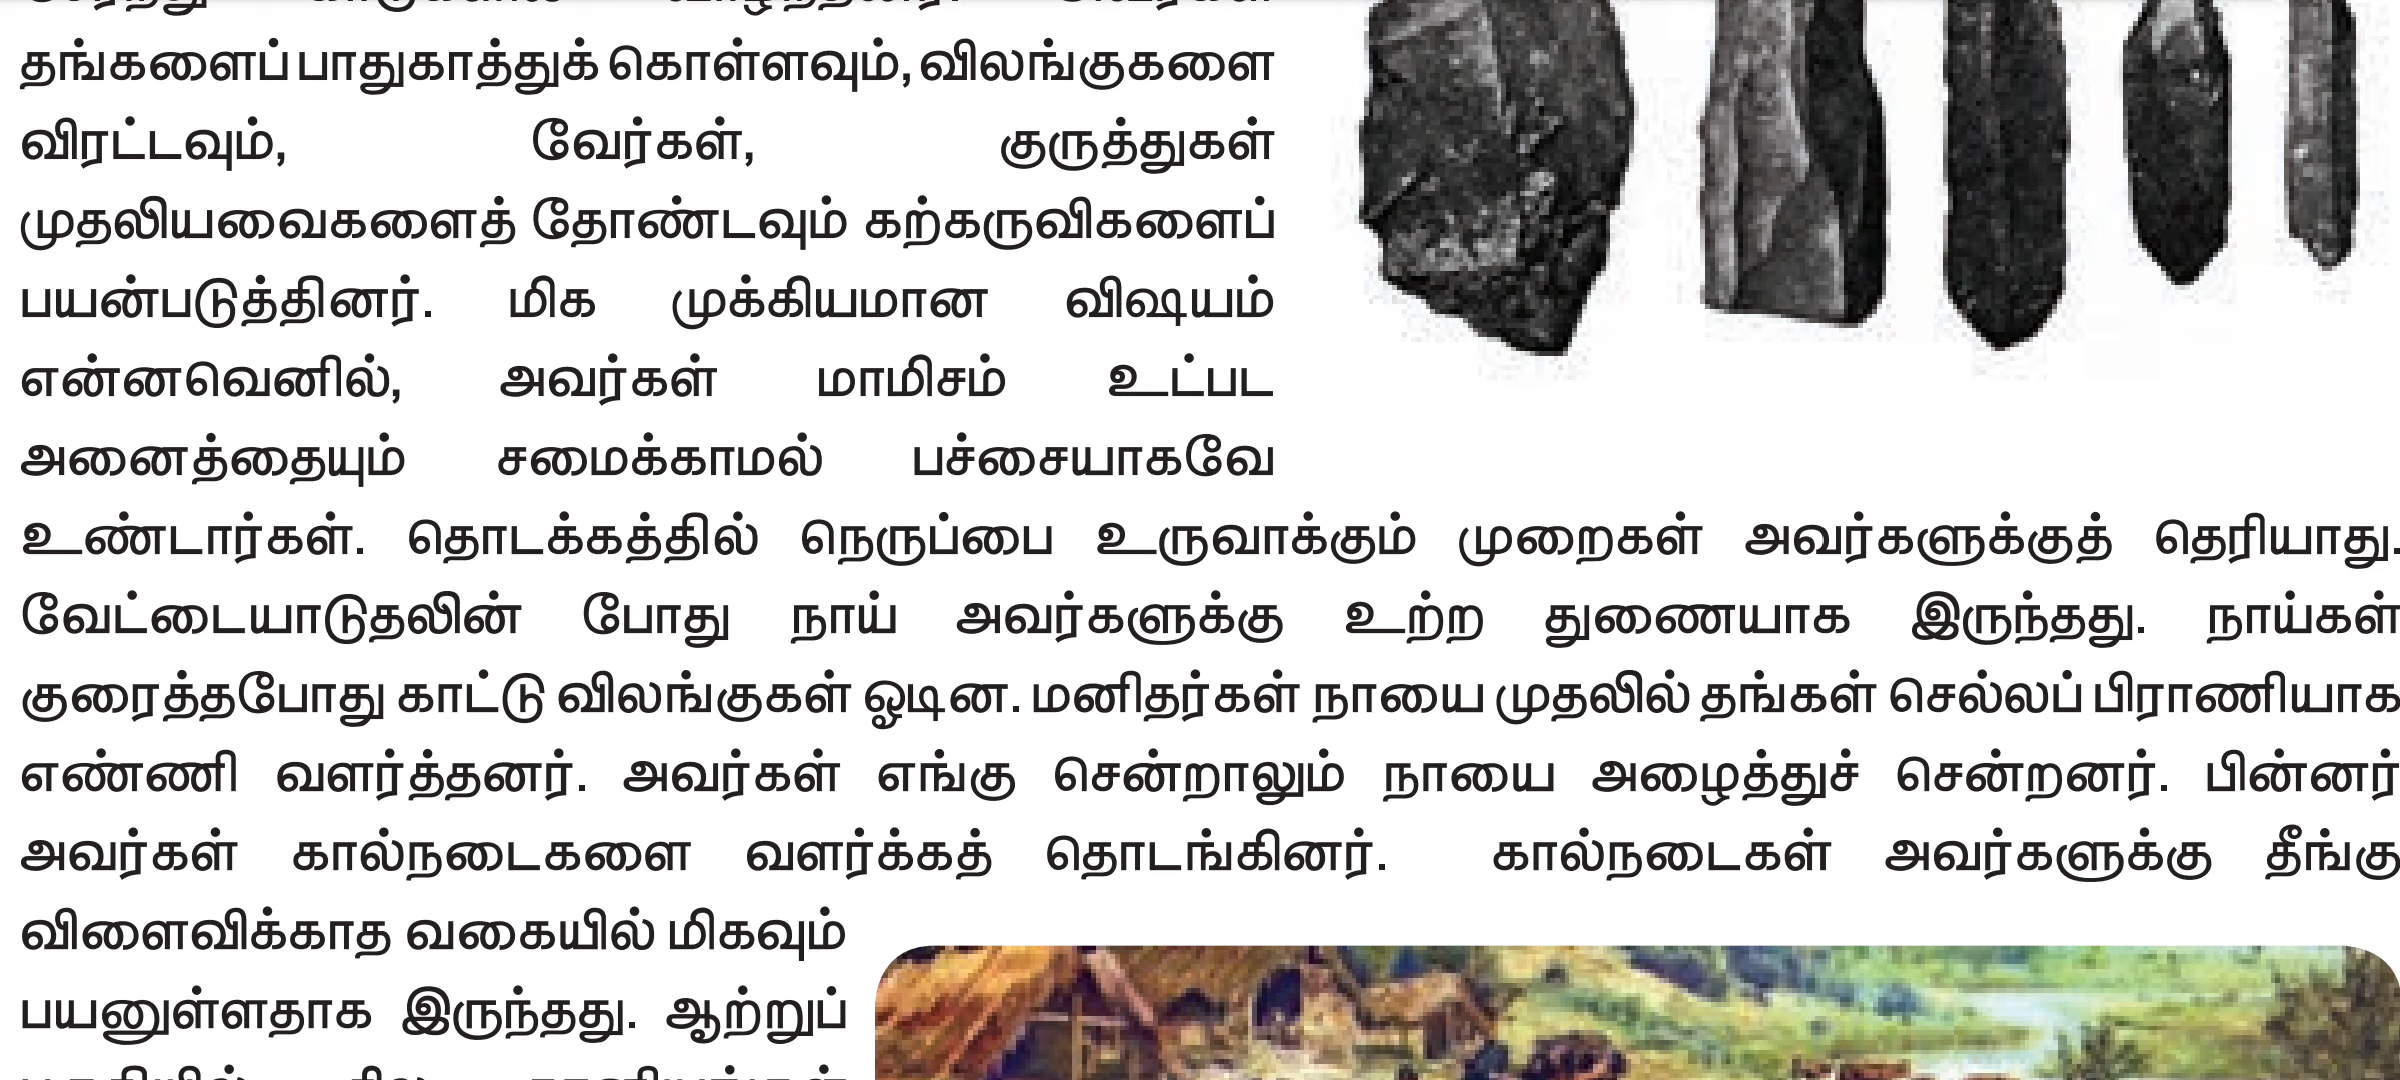 தங்களைப் பாதுகாத்துக் கொள்ளவும், விலங்குகளை
விரட்டவும், வேர்கள், குருத்துகள்
முதலியவைகளைத் தோண்டவும் கற்கருவிகளைப்
பயன்படுத்தினர். மிக முக்கியமான விஷயம்
என்னவெனில், அவர்கள் மாமிசம் உட்பட
அனைத்தையும் சமைக்காமல் பச்சையாகவே
உண்டார்கள். தொடக்கத்தில் நெருப்பை உருவாக்கும் முறைகள் அவர்களுக்குத் தெரியாது.
வேட்டையாடுதலின் போது நாய் அவர்களுக்கு உற்ற துணையாக இருந்தது. நாய்கள்
குரைத்தபோது காட்டு விலங்குகள் ஓடின. மனிதர்கள் நாயை முதலில் தங்கள் செல்லப் பிராணியாக
எண்ணி வளர்த்தனர். அவர்கள் எங்கு சென்றாலும் நாயை அழைத்துச் சென்றனர். பின்னர்
அவர்கள் கால்நடைகளை வளர்க்கத் தொடங்கினர். கால்நடைகள் அவர்களுக்கு தீங்கு
விளைவிக்காத வகையில் மிகவும்
பயனுள்ளதாக இருந்தது. ஆற்றுப்